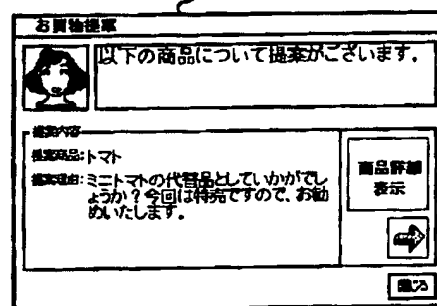 お買物提案
以下の商品について提案がございます。
提案内容
提案商品:トマト
提案理由:ミニトマトの代替品としていかがでし
ょうか?今回は特売ですので、お勧
めいたします。
商品詳細
表示
閉じる